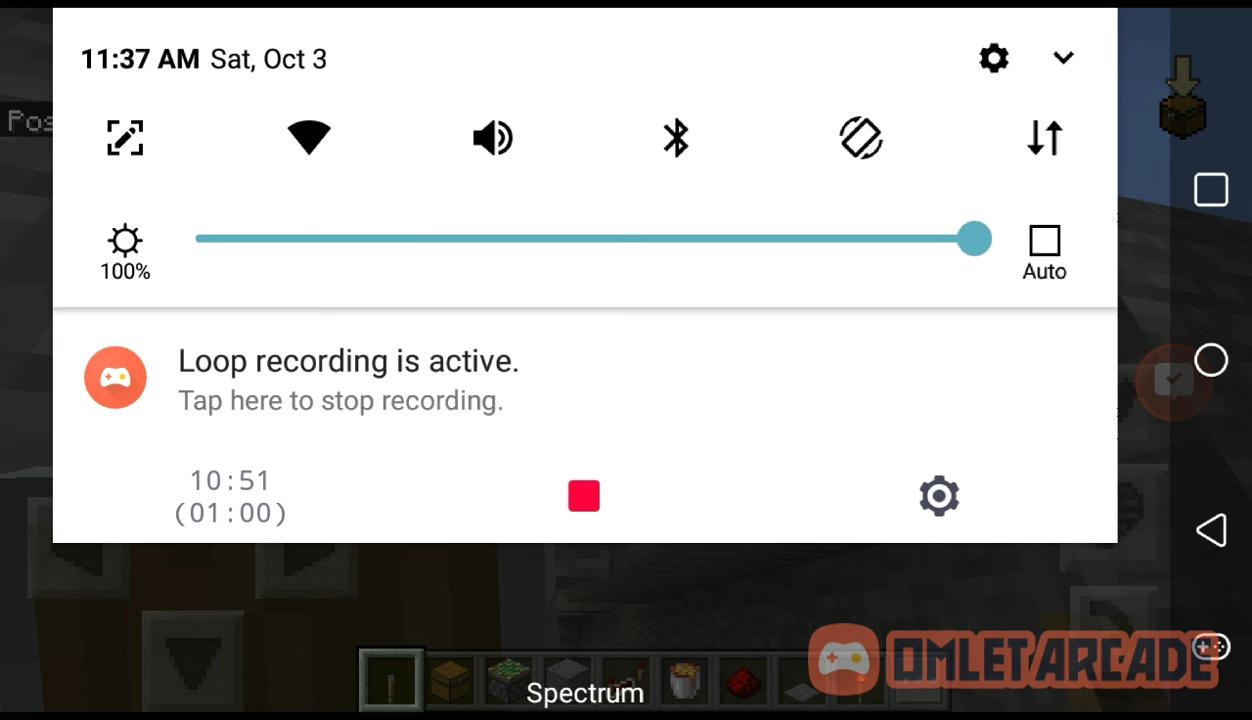 11:37 AM Sat, Oct 3
Pos
100%
Auto
Loop recording is active.
Tap here to stop recording.
10:51
(01:00)
OMLET ARCADE
Spectrum